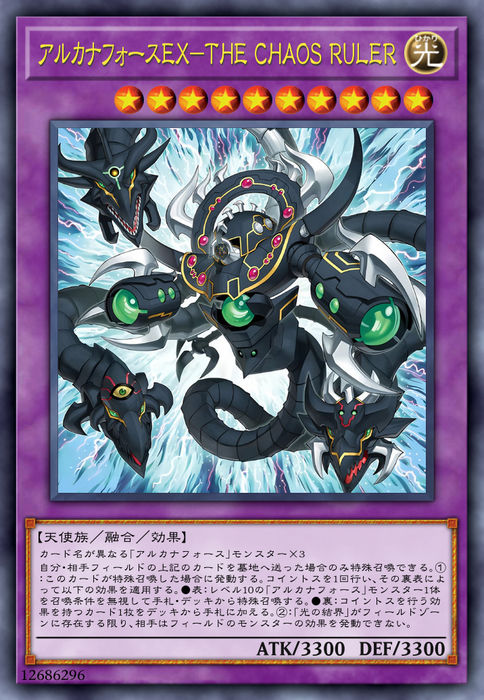 アルカナフォースEX－THE CHAOS RULER
ひかり
光
【天使族／融合／効果】
カード名が異なる「アルカナフォース」モンスター×3
自分・相手フィールドの上記のカードを墓地へ送った場合のみ特殊召喚できる。①
：このカードが特殊召喚した場合に発動する。コイントスを1回行い、その裏表によ
って以下の効果を適用する。●表：レベル10の「アルカナフォース」モンスター1体
を召喚条件を無視して手札・デッキから特殊召喚する。●裏：コイントスを行う効果
を持つカード1枚をデッキから手札に加える。②：「光の結界」がフィールドゾーン
に存在する限り、相手はフィールドのモンスターの効果を発動できない。
ATK/3300 DEF/3300
12686296